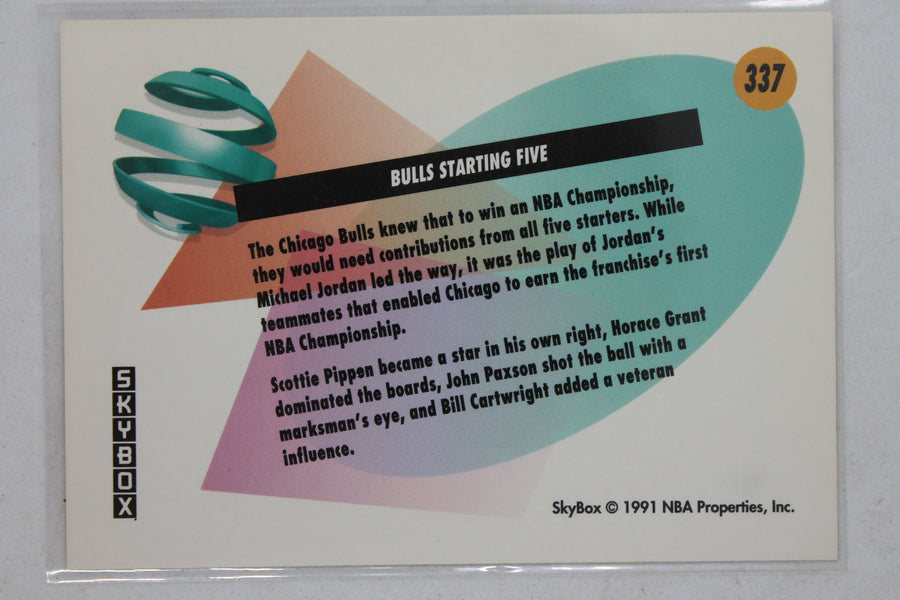 337
BULLS STARTING FIVE
The Chicago Bulls knew that to win an NBA Championship,
they would need contributions from all five starters. While
Michael Jordan led the way, it was the play of Jordan's
teammates that enabled Chicago to earn the franchise's first
NBA Championship.
Scottie Pippen became a star in his own right, Horace Grant
dominated the boards, John Paxson shot the ball with a
marksman's eye, and Bill Cartwright added a veteran
influence.
SKYBOX
SkyBox © 1991 NBA Properties, Inc.